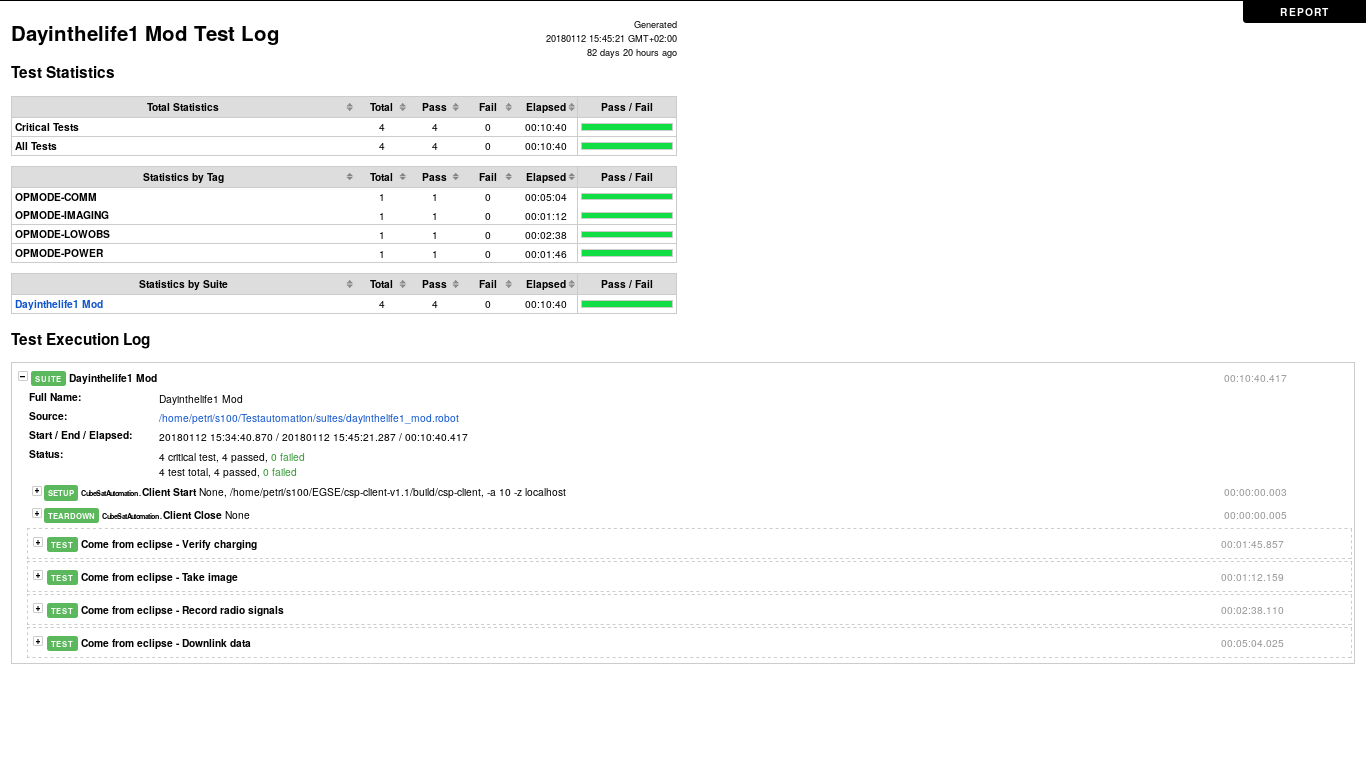 REPORT
Dayinthelife1 Mod Test Log
Generated
20180112 15:45:21 GMT+02:00
82 days 20 hours ago
Test Statistics
Total Statistics Total Pass Fail Elapsed Pass / Fail
Critical Tests 4 4 0 00:10:40
All Tests 4 4 0 00:10:40
Statistics by Tag Total Pass Fail Elapsed Pass / Fail
OPMODE-COMM 1 1 0 00:05:04
OPMODE-IMAGING 1 1 0 00:01:12
OPMODE-LOWOBS 1 1 0 00:02:38
OPMODE-POWER 1 1 0 00:01:46
Statistics by Suite Total Pass Fail Elapsed Pass / Fail
Dayinthelife1 Mod 4 4 0 00:10:40
Test Execution Log
SUITE Dayinthelife1 Mod 00:10:40.417
Full Name: Dayinthelife1 Mod
Source: /home/petri/s100/Testautomation/suites/dayinthelife1_mod.robot
Start / End / Elapsed: 20180112 15:34:40.870 / 20180112 15:45:21.287 / 00:10:40.417
Status: 4 critical test, 4 passed, 0 failed
4 test total, 4 passed, 0 failed
SETUP CubeSatAutomation.Client Start None, /home/petri/s100/EGSE/csp-client-v1.1/build/csp-client, -a 10 -z localhost 00:00:00.003
TEARDOWN CubeSatAutomation.Client Close None 00:00:00.005
TEST Come from eclipse - Verify charging 00:01:45.857
TEST Come from eclipse - Take image 00:01:12.159
TEST Come from eclipse - Record radio signals 00:02:38.110
TEST Come from eclipse - Downlink data 00:05:04.025